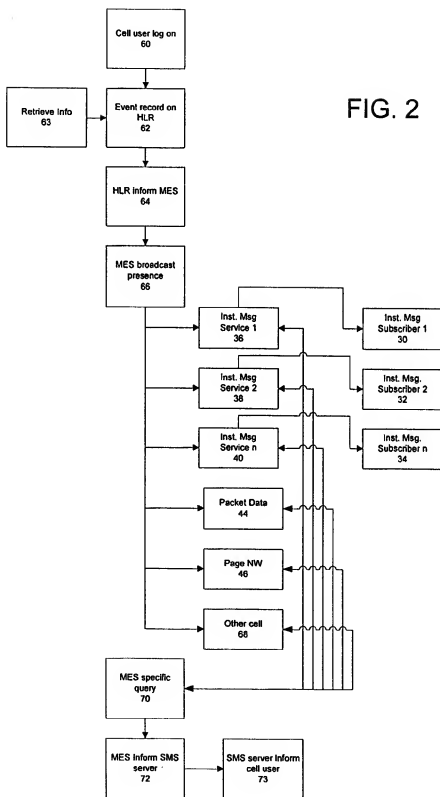 Cell user log on
60
FIG. 2
Retrieve Info
63
Event record on
HLR
62
HLR inform MES
64
MES broadcast
presence
66
Inst. Msg
Service 1
36
Inst. Msg
Subscriber 1
30
Inst. Msg
Service 2
38
Inst. Msg.
Subscriber 2
32
Inst. Msg
Service n
40
Inst. Msg.
Subscriber n
34
Packet Data
44
Page NW
46
Other cell
68
MES specific
query
70
MES Inform SMS
server
72
SMS server Inform
cell user
73